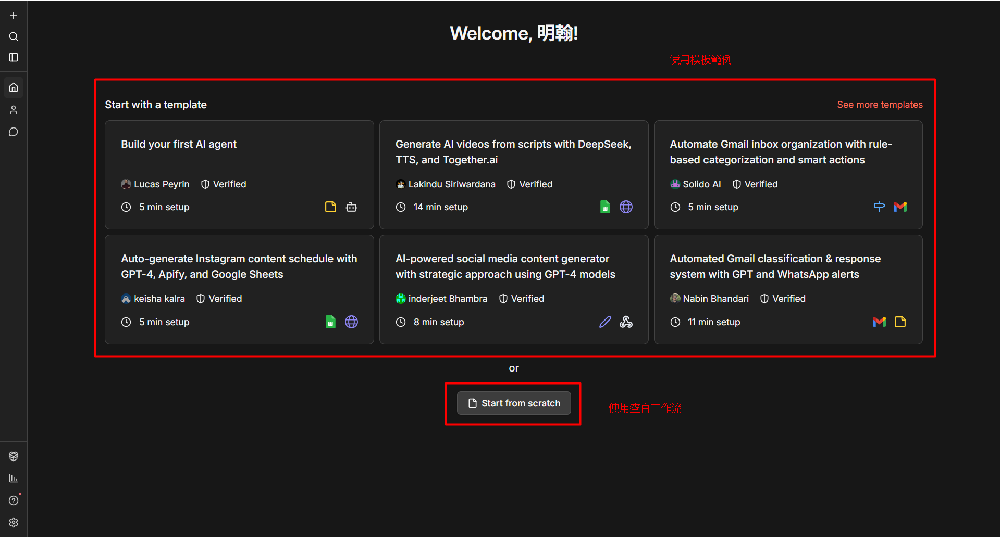 Welcome, 明翰!
使用模板範例
Start with a template
See more templates
Build your first AI agent
Lucas Peyrin Verified
5 min setup
Generate AI videos from scripts with DeepSeek,
TTS, and Together.ai
Lakindu Siriwardana Verified
14 min setup
Automate Gmail inbox organization with rule-
based categorization and smart actions
Solido AI Verified
5 min setup
Auto-generate Instagram content schedule with
GPT-4, Apify, and Google Sheets
keisha kalra Verified
5 min setup
AI-powered social media content generator
with strategic approach using GPT-4 models
inderjeet Bhambra Verified
8 min setup
Automated Gmail classification & response
system with GPT and WhatsApp alerts
Nabin Bhandari Verified
11 min setup
or
Start from scratch
使用空白工作流